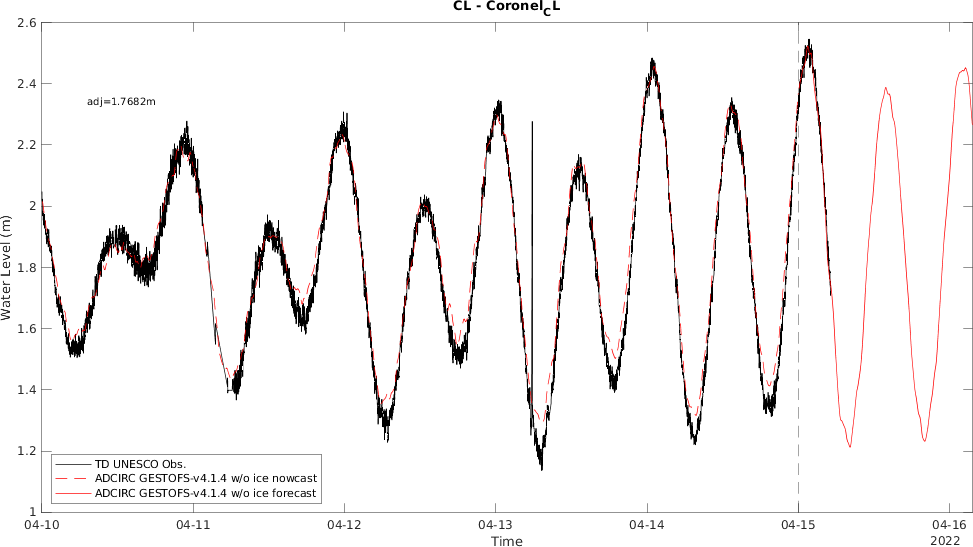 CL - Coronel_CL
2.6
2.4
adj=1.7682m
2.2
2
1.8
1.6
1.4
1.2
1
Water Level (m)
TD UNESCO Obs.
ADCIRC GESTOFS-v4.1.4 w/o ice nowcast
ADCIRC GESTOFS-v4.1.4 w/o ice forecast
04-10 04-11 04-12 04-13 04-14 04-15 04-16
Time 2022